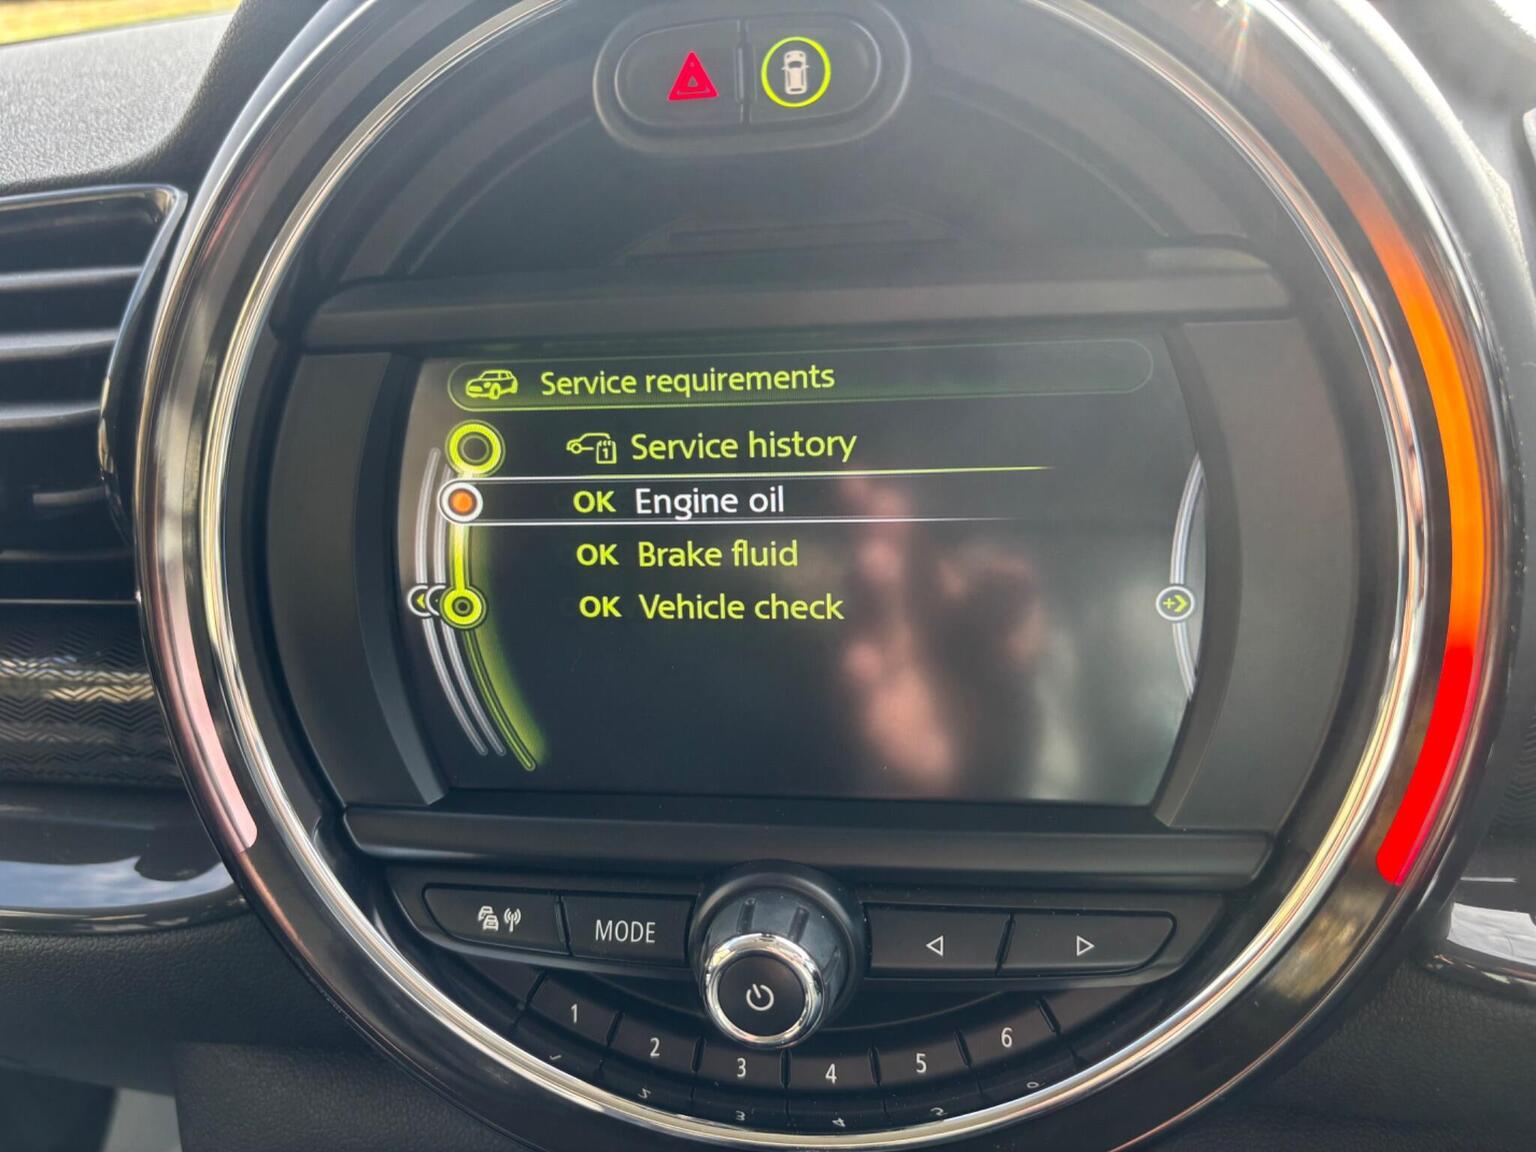 Service requirements
1 Service history
OK Engine oil
OK Brake fluid
OK Vehicle check
MODE
1 2 3 4 5 6